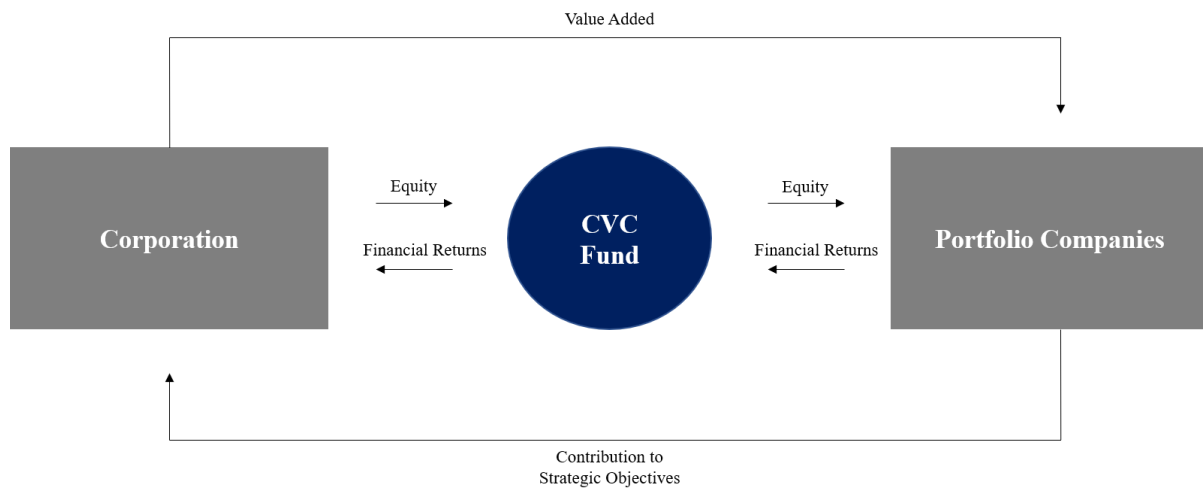 Value Added
Corporation
Equity
Financial Returns
CVC
Fund
Equity
Financial Returns
Portfolio Companies
Contribution to
Strategic Objectives